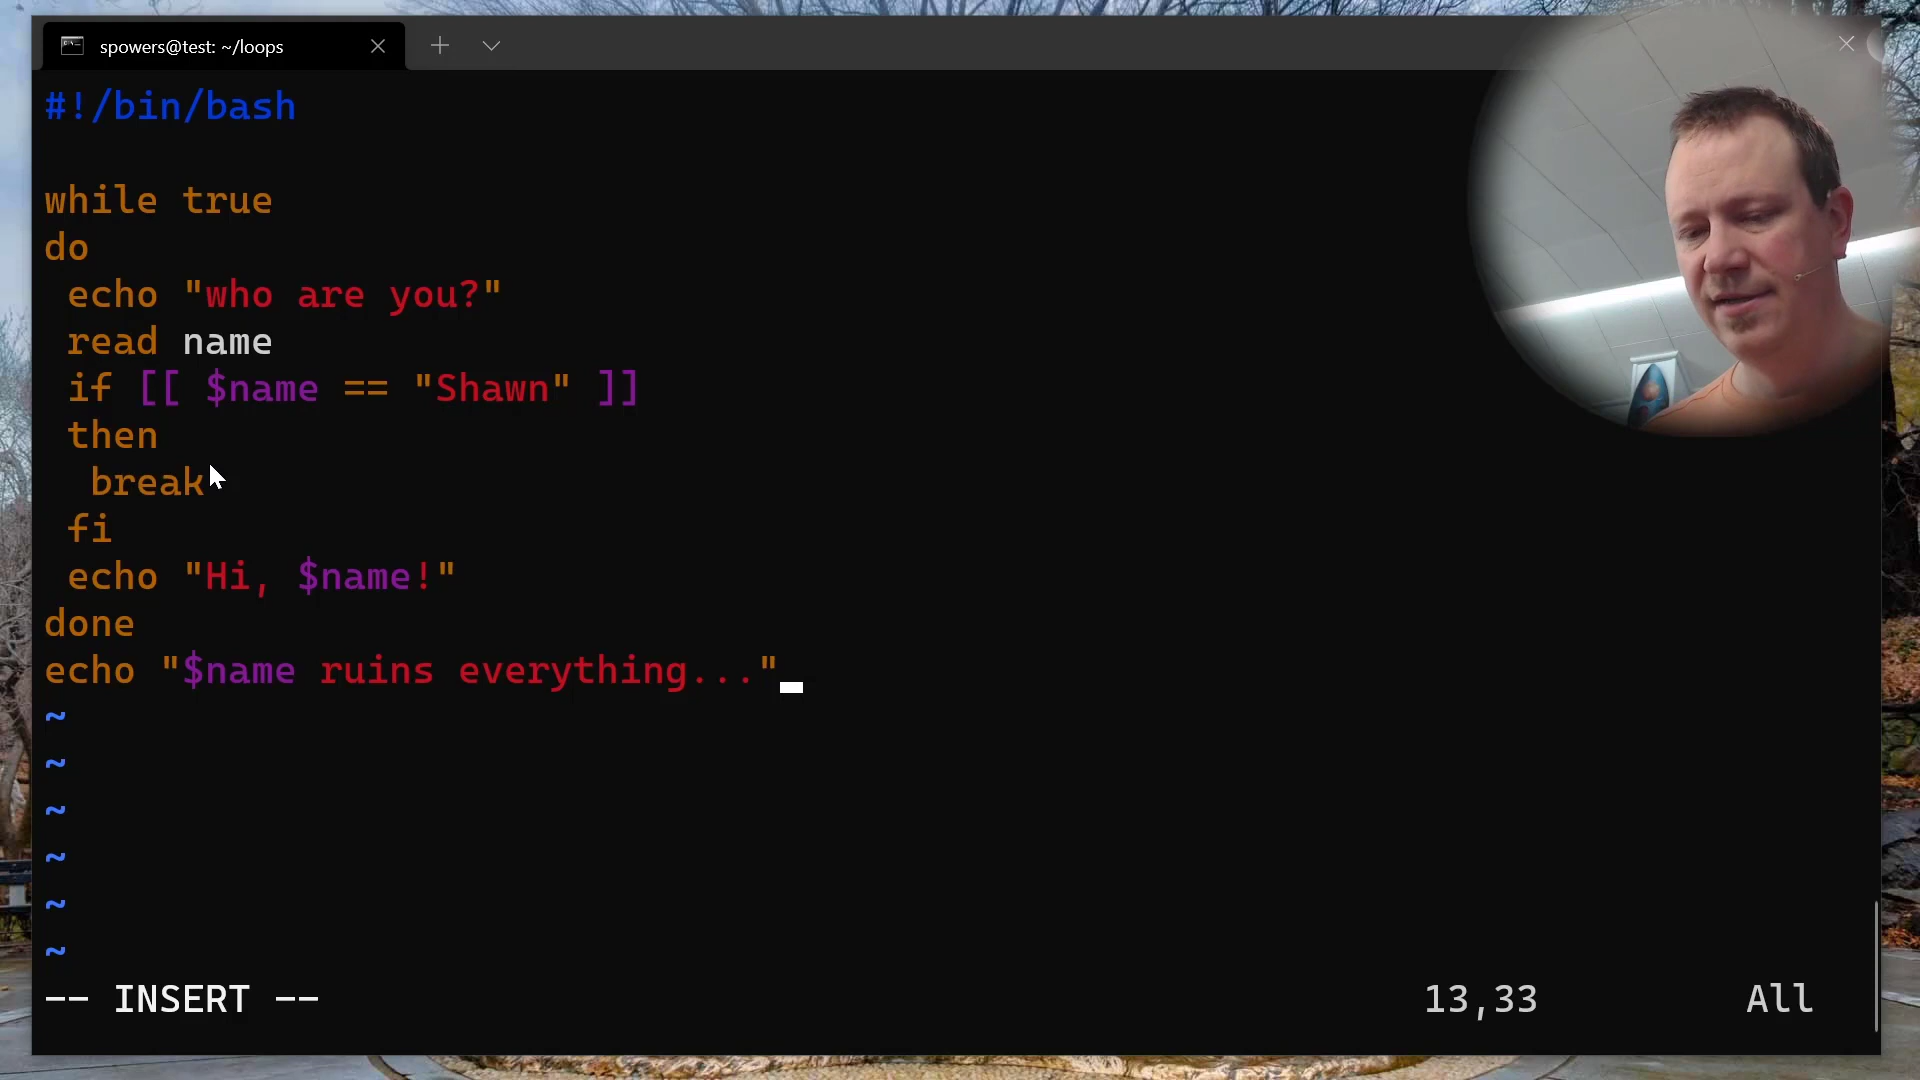 spowers@test: ~/loops
#!/bin/bash
while true
do
echo "who are you?"
read name
if [[ $name == "Shawn" ]]
then
break
fi
echo "Hi, $name!"
done
echo "$name ruins everything..."
~
~
~
~
~
~
-- INSERT -- 13,33 All